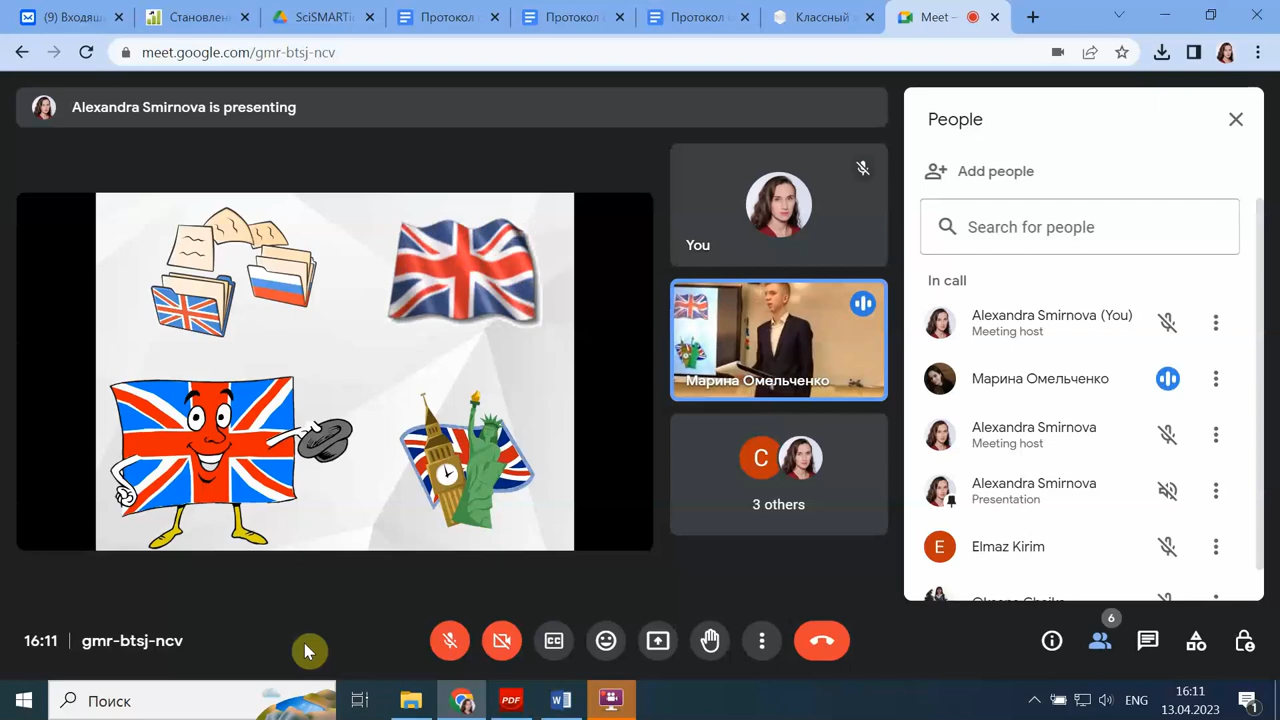 (9) Входящ
Становлен
SciSMARTi
Протокол с
Протокол
Протокол м
Классный
Meet –
meet.google.com/gmr-btsj-ncv
Alexandra Smirnova is presenting
You
Марина Омельченко
C
3 others
People
Add people
Search for people
In call
Alexandra Smirnova (You)
Meeting host
Марина Омельченко
Alexandra Smirnova
Meeting host
Alexandra Smirnova
Presentation
E
Elmaz Kirim
16:11
gmr-btsj-ncv
6
Поиск
PDF
W
ENG
16:11
13.04.2023
1